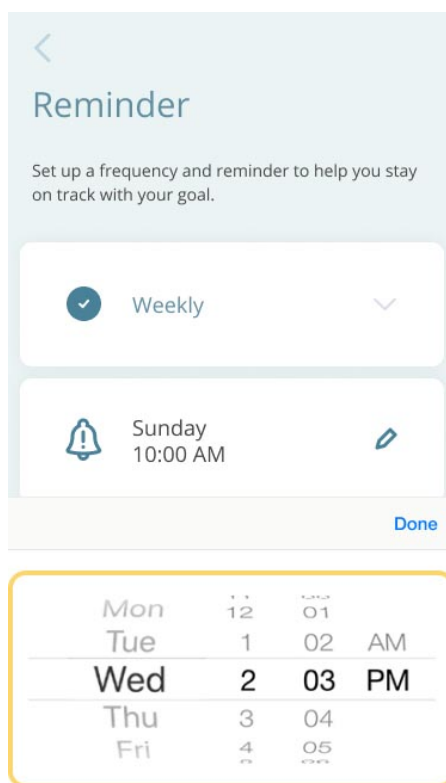 Reminder
Set up a frequency and reminder to help you stay
on track with your goal.
Weekly
Sunday
10:00 AM
Done
Mon 12 01
Tue 1 02 AM
Wed 2 03 PM
Thu 3 04
Fri 4 05